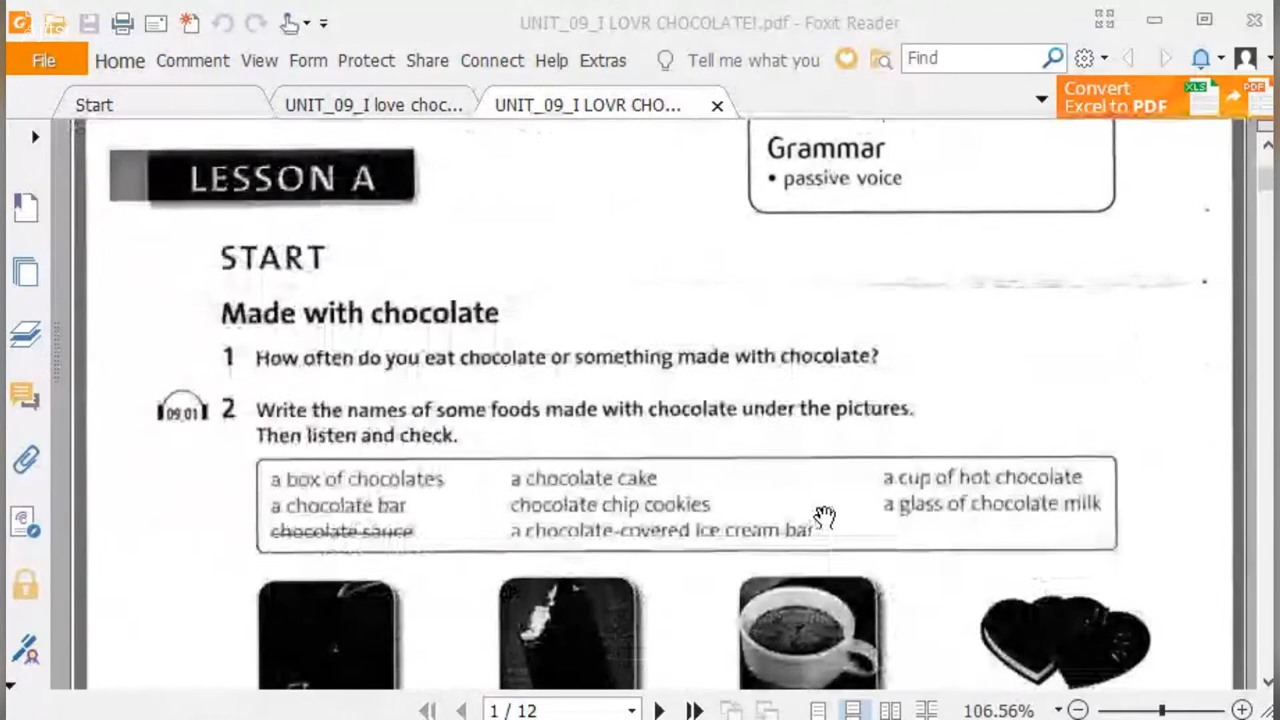 UNIT_09_I LOVR CHOCOLATE!.pdf - Foxit Reader
File Home Comment View Form Protect Share Connect Help Extras Tell me what you Find
Start UNIT_09_I love choc... UNIT_09_I LOVR CHO... Convert
Excel to PDF
XLS PDF
LESSON A
Grammar
• passive voice
START
Made with chocolate
1 How often do you eat chocolate or something made with chocolate?
09.01 2 Write the names of some foods made with chocolate under the pictures.
Then listen and check.
a box of chocolates a chocolate cake a cup of hot chocolate
a chocolate bar chocolate chip cookies a glass of chocolate milk
chocolate sauce a chocolate-covered ice cream bar
1 / 12 106.56%